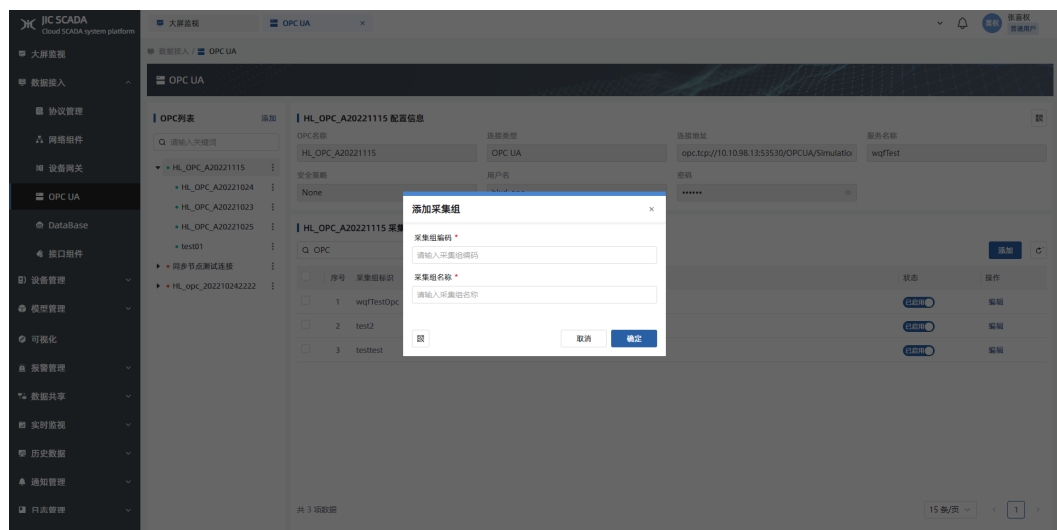 JIC SCADA
Cloud SCADA system platform
大屏监视
OPC UA ×
喜权
张喜权
普通用户
大屏监视
数据接入
协议管理
网络组件
设备网关
OPC UA
DataBase
接口组件
设备管理
模型管理
可视化
报警管理
数据共享
实时监视
历史数据
通知管理
日志管理
数据接入 / OPC UA
OPC UA
OPC列表 添加
请输入关键词
HL_OPC_A20221115
HL_OPC_A20221024
HL_OPC_A20221023
HL_OPC_A20221025
test01
同步节点测试连接
HL_opc_202210242222
HL_OPC_A20221115 配置信息
OPC名称 连接类型 连接地址 服务名称
HL_OPC_A20221115 OPC UA opc.tcp://10.10.98.13:53530/OPCUA/Simulatio wqfTest
安全策略 用户名 密码
None ••••••
HL_OPC_A20221115 采集
OPC 添加
序号 采集组标识 状态 操作
1 wqfTestOpc 已启用 编辑
2 test2 已启用 编辑
3 testtest 已启用 编辑
共 3 项数据 15 条/页 < 1 >
添加采集组 ×
采集组编码 *
请输入采集组编码
采集组名称 *
请输入采集组名称
取消 确定